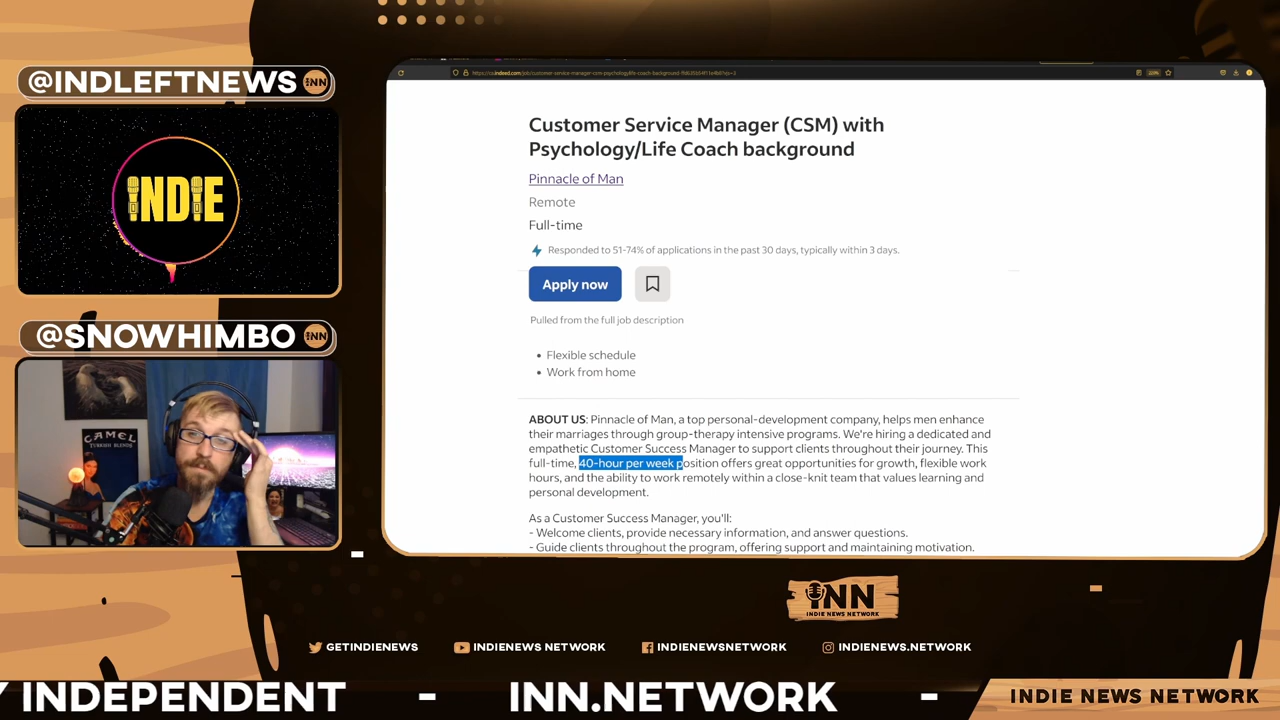 @INDLEFTNEWS
INN
INDIE
@SNOWHIMBO
INN
CAMEL
TURKISH BLENDS
Customer Service Manager (CSM) with
Psychology/Life Coach background
Pinnacle of Man
Remote
Full-time
Responded to 51-74% of applications in the past 30 days, typically within 3 days.
Apply now
Pulled from the full job description
• Flexible schedule
• Work from home
ABOUT US: Pinnacle of Man, a top personal-development company, helps men enhance
their marriages through group-therapy intensive programs. We're hiring a dedicated and
empathetic Customer Success Manager to support clients throughout their journey. This
full-time, 40-hour per week position offers great opportunities for growth, flexible work
hours, and the ability to work remotely within a close-knit team that values learning and
personal development.
As a Customer Success Manager, you'll:
- Welcome clients, provide necessary information, and answer questions.
- Guide clients throughout the program, offering support and maintaining motivation.
INN
INDIE NEWS NETWORK
GETINDIENEWS
INDIENEWS NETWORK
INDIENEWSNETWORK
INDIENEWS.NETWORK
Y INDEPENDENT - INN.NETWORK -
INDIE NEWS NETWORK